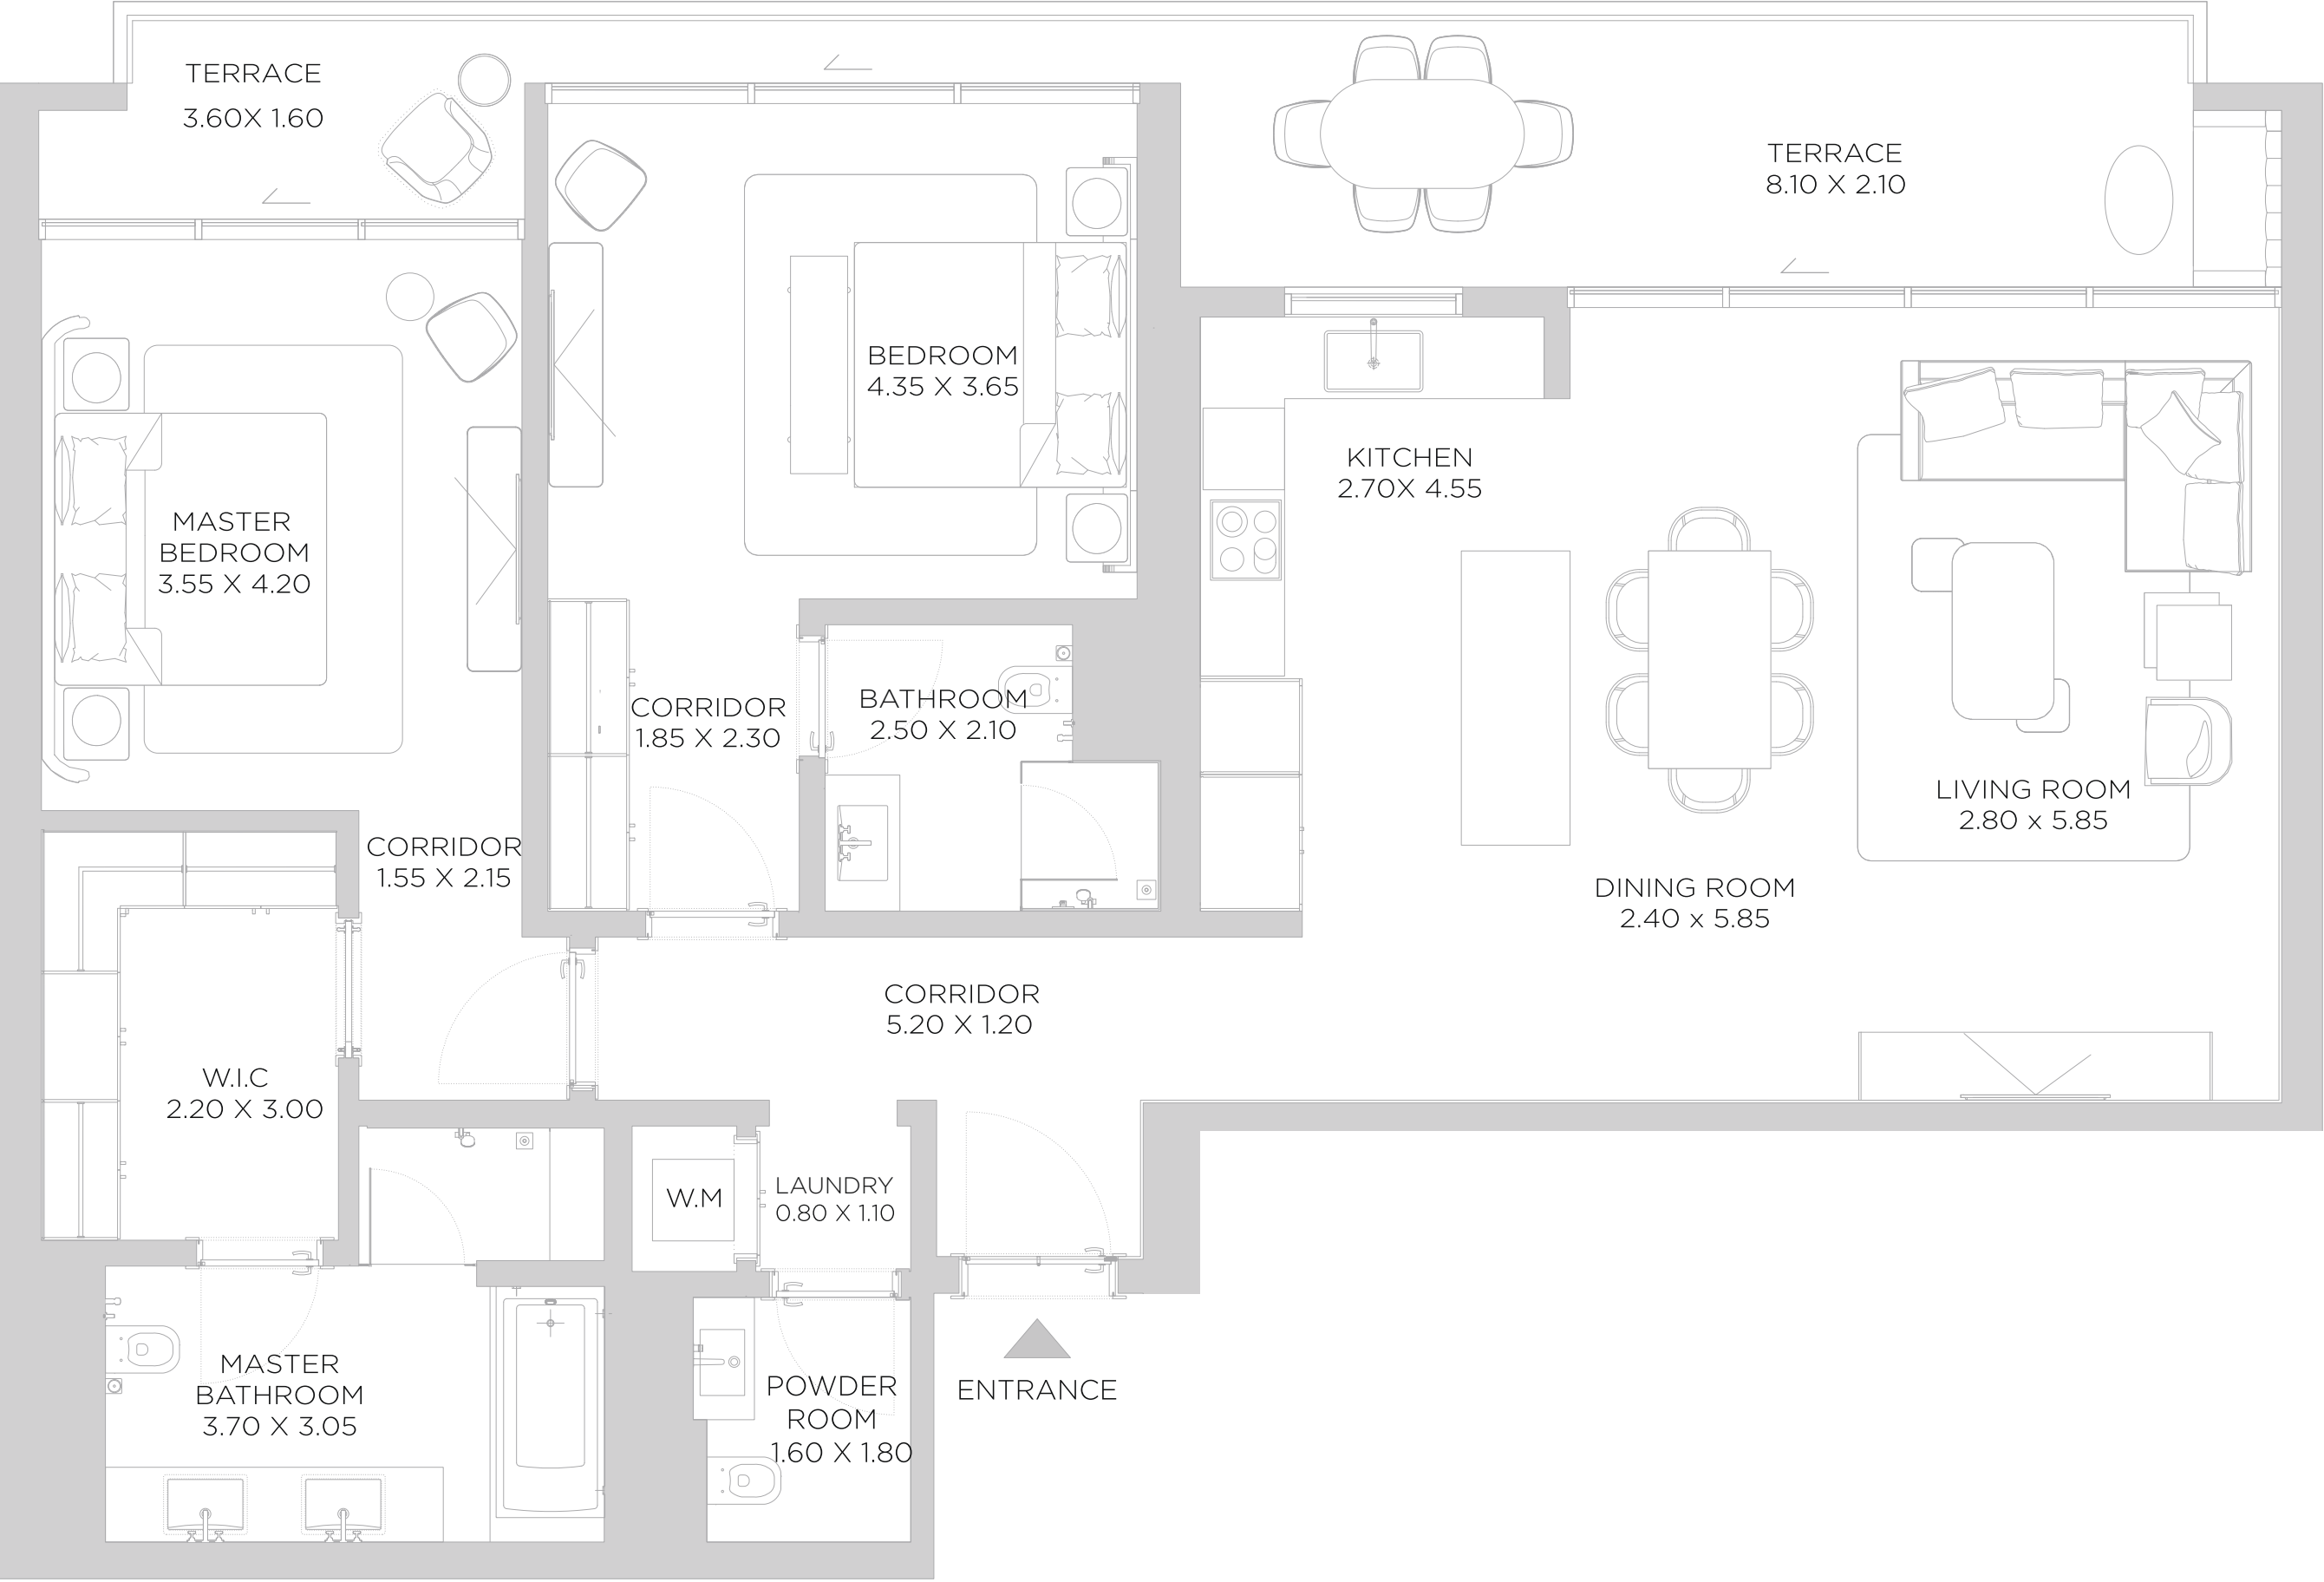 TERRACE
3.60X 1.60
TERRACE
8.10 X 2.10
BEDROOM
4.35 X 3.65
KITCHEN
2.70X 4.55
MASTER
BEDROOM
3.55 X 4.20
CORRIDOR
1.85 X 2.30
BATHROOM
2.50 X 2.10
LIVING ROOM
2.80 x 5.85
CORRIDOR
1.55 X 2.15
DINING ROOM
2.40 x 5.85
CORRIDOR
5.20 X 1.20
W.I.C
2.20 X 3.00
W.M
LAUNDRY
0.80 X 1.10
MASTER
BATHROOM
3.70 X 3.05
POWDER
ROOM
1.60 X 1.80
ENTRANCE